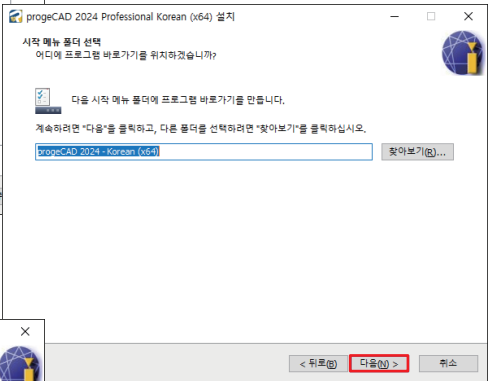 progeCAD 2024 Professional Korean (x64) 설치
시작 메뉴 폴더 선택
어디에 프로그램 바로가기를 위치하겠습니까?
다음 시작 메뉴 폴더에 프로그램 바로가기를 만듭니다.
계속하려면 "다음"을 클릭하고, 다른 폴더를 선택하려면 "찾아보기"를 클릭하십시오.
progeCAD 2024 - Korean (x64)
찾아보기(R)...
< 뒤로(B)
다음(N) >
취소